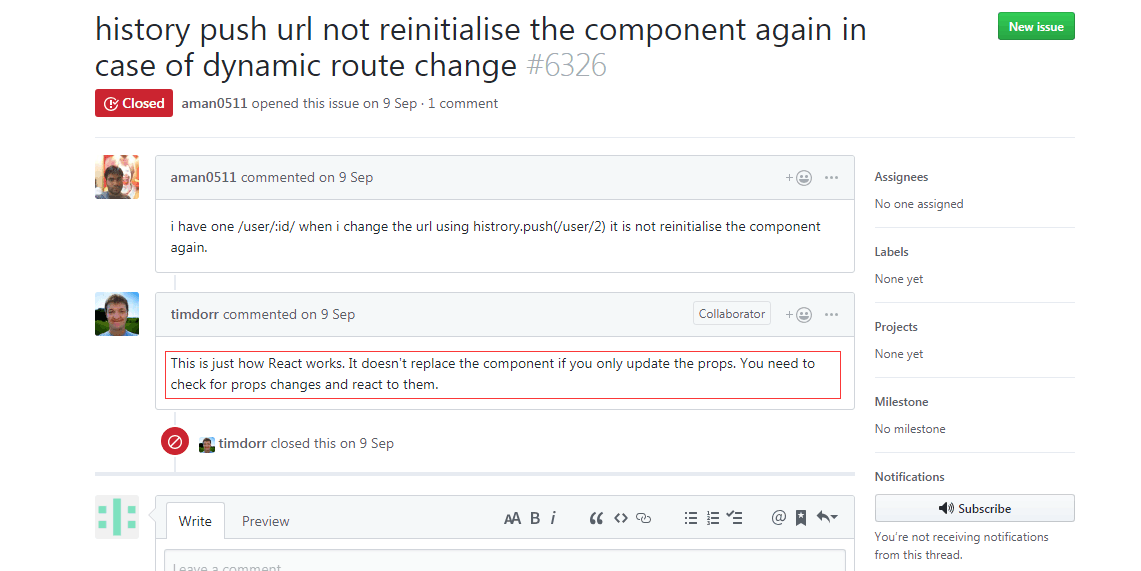 history push url not reinitialise the component again in
case of dynamic route change #6326
New issue
Closed aman0511 opened this issue on 9 Sep · 1 comment
aman0511 commented on 9 Sep
i have one /user/:id/ when i change the url using histrory.push(/user/2) it is not reinitialise the component
again.
timdorr commented on 9 Sep
Collaborator
This is just how React works. It doesn't replace the component if you only update the props. You need to
check for props changes and react to them.
timdorr closed this on 9 Sep
Write
Preview
AA B i
Leave a comment
Assignees
No one assigned
Labels
None yet
Projects
None yet
Milestone
No milestone
Notifications
Subscribe
You're not receiving notifications
from this thread.